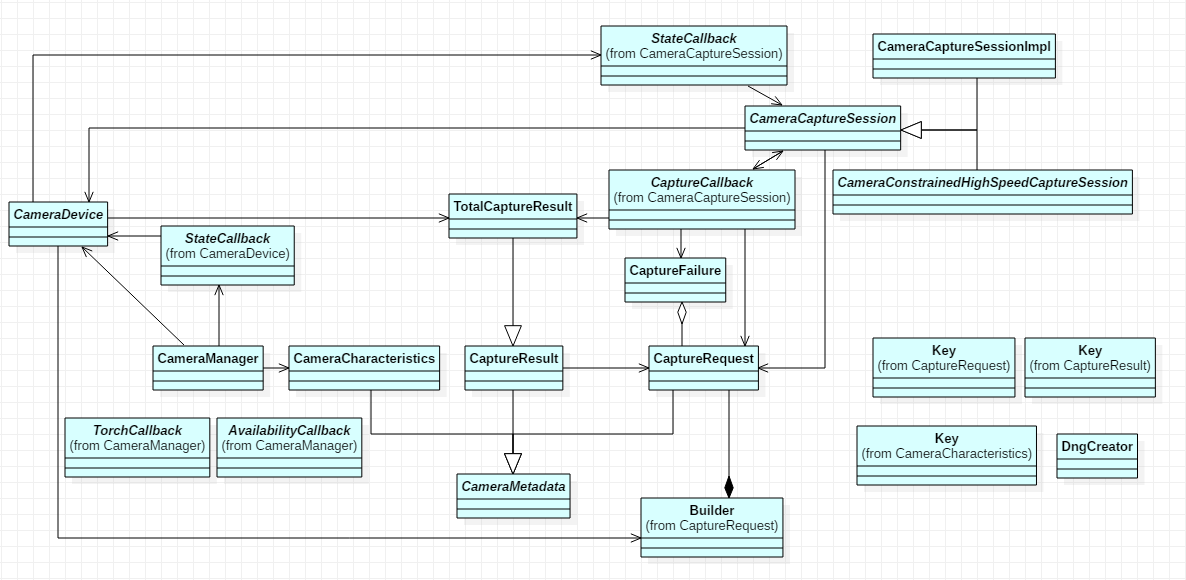 StateCallback
(from CameraCaptureSession)
CameraCaptureSessionImpl
CameraCaptureSession
CaptureCallback
(from CameraCaptureSession)
CameraConstrainedHighSpeedCaptureSession
TotalCaptureResult
CameraDevice
StateCallback
(from CameraDevice)
CaptureFailure
CameraManager
CameraCharacteristics
CaptureResult
CaptureRequest
Key
(from CaptureRequest)
Key
(from CaptureResult)
TorchCallback
(from CameraManager)
AvailabilityCallback
(from CameraManager)
Key
(from CameraCharacteristics)
DngCreator
CameraMetadata
Builder
(from CaptureRequest)